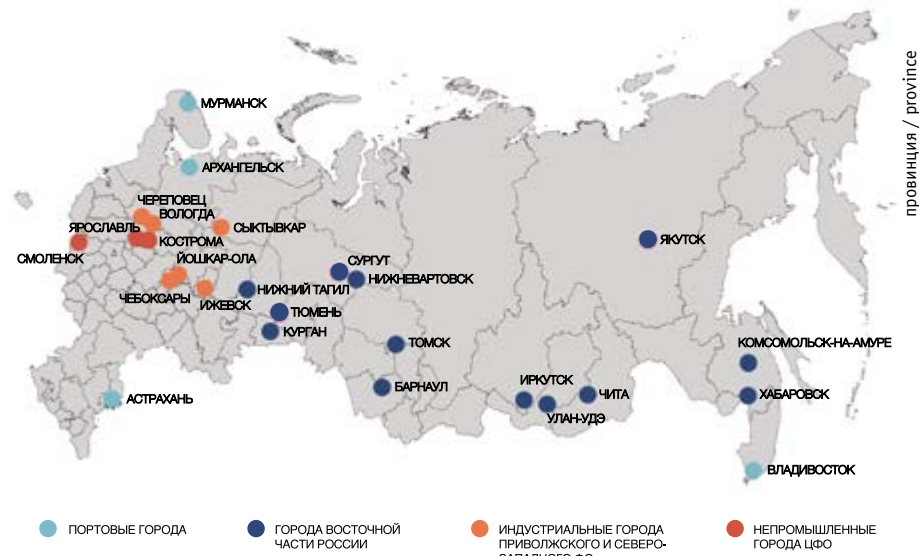 провинция / province
МУРМАНСК
АРХАНГЕЛЬСК
ЧЕРЕПОВЕЦ
ВОЛОГДА
ЯРОСЛАВЛЬ
СЫКТЫВКАР
КОСТРОМА
СМОЛЕНСК
ЙОШКАР-ОЛА
ЧЕБОКСАРЫ
ИЖЕВСК
НИЖНИЙ ТАГИЛ
СУРГУТ
НИЖНЕВАРТОВСК
ТЮМЕНЬ
КУРГАН
ЯКУТСК
ТОМСК
КОМСОМОЛЬСК-НА-АМУРЕ
БАРНАУЛ
ИРКУТСК
ЧИТА
ХАБАРОВСК
УЛАН-УДЭ
АСТРАХАНЬ
ВЛАДИВОСТОК
ПОРТОВЫЕ ГОРОДА
ГОРОДА ВОСТОЧНОЙ
ЧАСТИ РОССИИ
ИНДУСТРИАЛЬНЫЕ ГОРОДА
ПРИВОЛЖСКОГО И СЕВЕРО-
ЗАПАДНОГО ФО
НЕПРОМЫШЛЕННЫЕ
ГОРОДА ЦФО